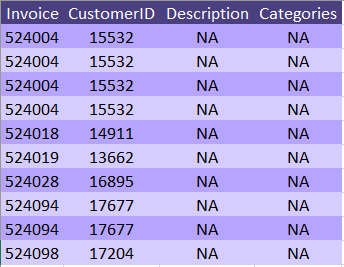 Invoice CustomerID Description Categories
524004 15532 NA NA
524004 15532 NA NA
524004 15532 NA NA
524004 15532 NA NA
524018 14911 NA NA
524019 13662 NA NA
524028 16895 NA NA
524094 17677 NA NA
524094 17677 NA NA
524098 17204 NA NA